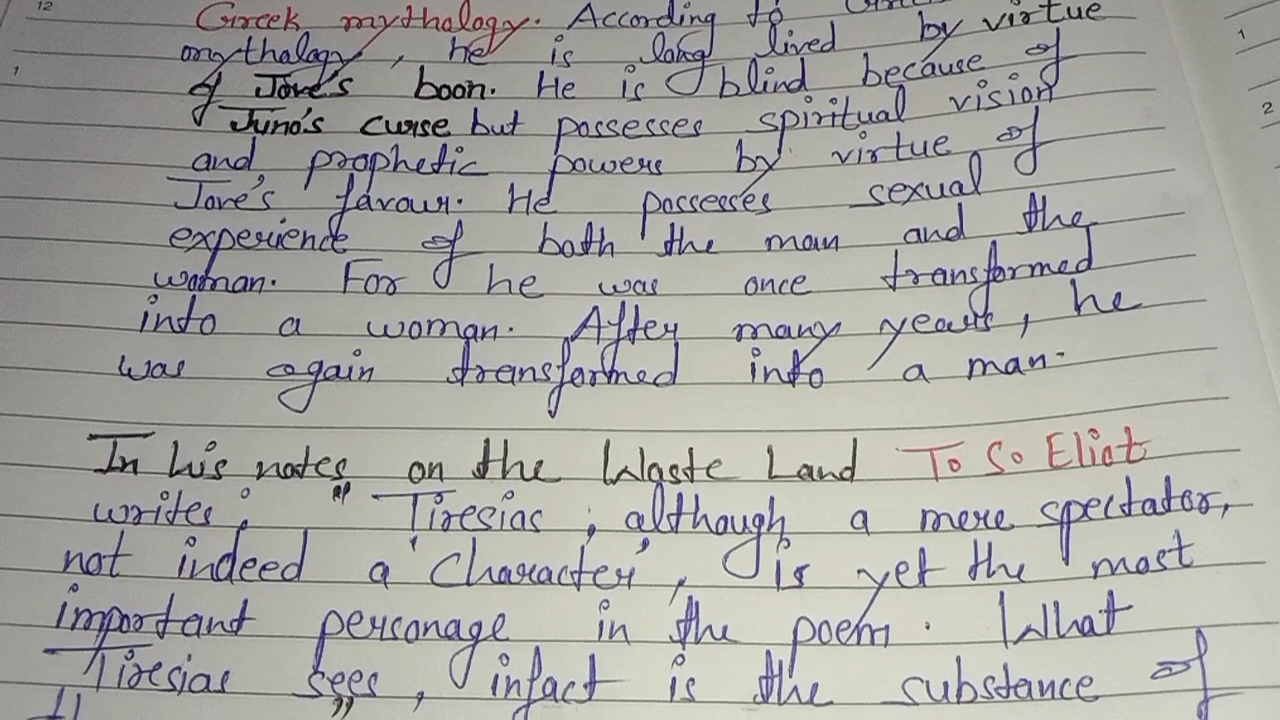 Greek mythology. According to
mythalogy, he is long lived by virtue
of Jove's boon. He is blind because of
Juno's curse but possesses spiritual vision
and prophetic powers by virtue of
Jove's favour. He possesses sexual
experience of both the man and the
woman. For he was once transformed
into a woman. After many years, he
was again transformed into a man.
In his notes on the Waste Land T. S. Eliot
writes; " Tiresias, although a mere spectator,
not indeed a 'character', is yet the most
important personage in the poem. What
Tiresias sees, infact is the substance of
"